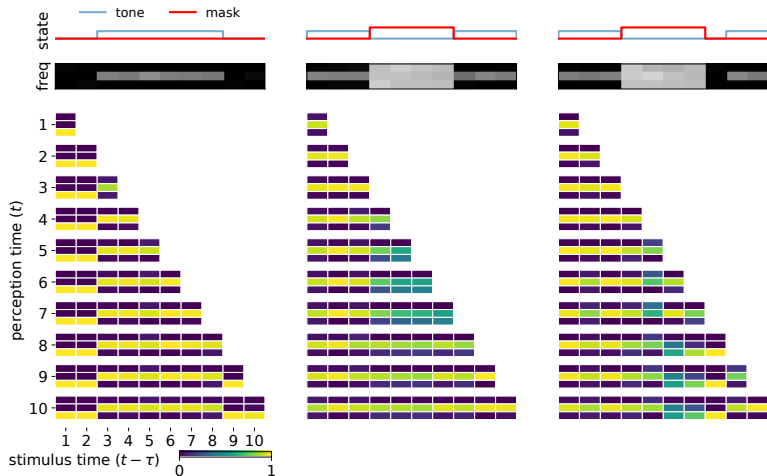 tone mask
state
freq
perception time (t)
1
2
3
4
5
6
7
8
9
10
1 2 3 4 5 6 7 8 9 10
stimulus time (t − τ)
0 1